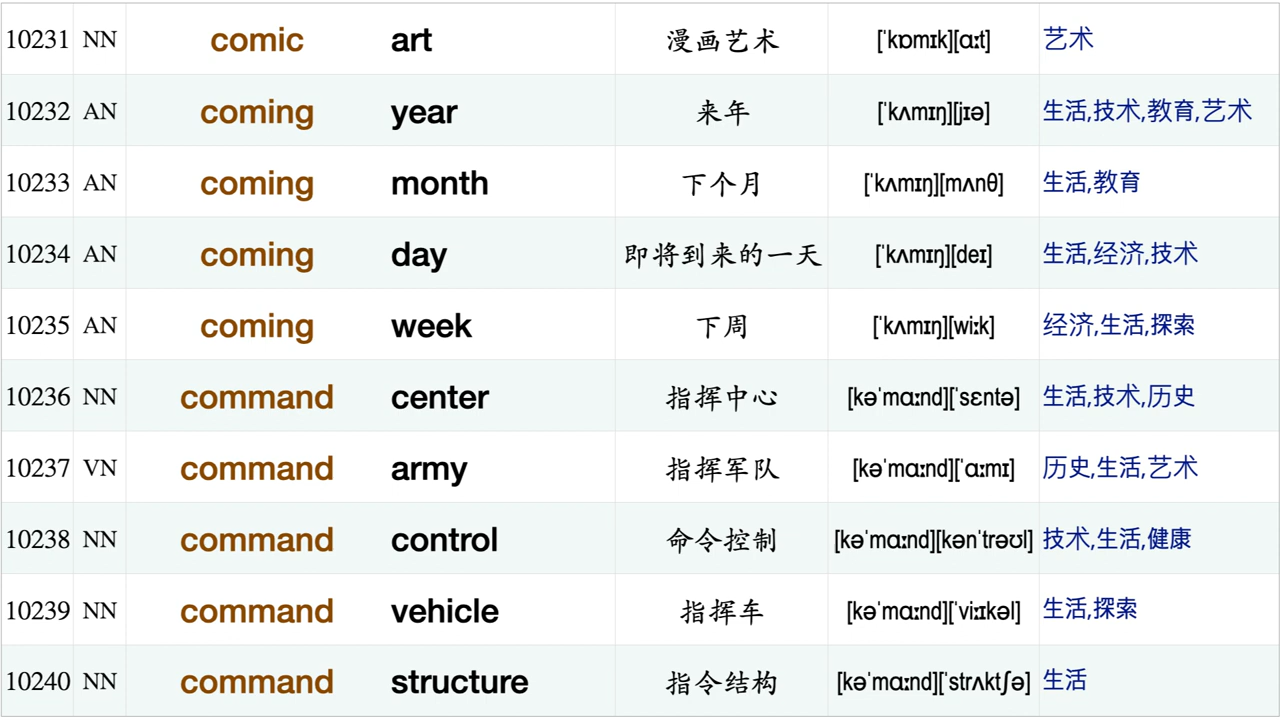 10231 NN comic art 漫画艺术 [ˈkɒmɪk][ɑːt] 艺术
10232 AN coming year 来年 [ˈkʌmɪŋ][jɪə] 生活,技术,教育,艺术
10233 AN coming month 下个月 [ˈkʌmɪŋ][mʌnθ] 生活,教育
10234 AN coming day 即将到来的一天 [ˈkʌmɪŋ][deɪ] 生活,经济,技术
10235 AN coming week 下周 [ˈkʌmɪŋ][wiːk] 经济,生活,探索
10236 NN command center 指挥中心 [kəˈmɑːnd][ˈsɛntə] 生活,技术,历史
10237 VN command army 指挥军队 [kəˈmɑːnd][ˈɑːmɪ] 历史,生活,艺术
10238 NN command control 命令控制 [kəˈmɑːnd][kənˈtrəʊl] 技术,生活,健康
10239 NN command vehicle 指挥车 [kəˈmɑːnd][ˈviːɪkəl] 生活,探索
10240 NN command structure 指令结构 [kəˈmɑːnd][ˈstrʌktʃə] 生活